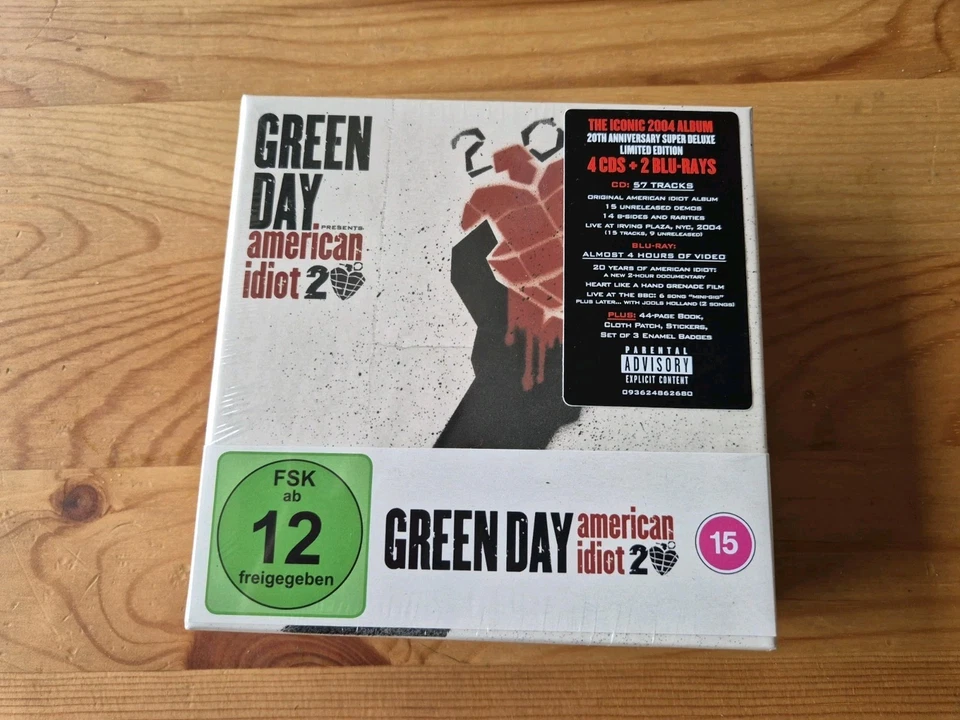 GREEN
DAY
PRESENTS
american
idiot 20
20
THE ICONIC 2004 ALBUM
20TH ANNIVERSARY SUPER DELUXE
LIMITED EDITION
4 CDS + 2 BLU-RAYS
CD: 57 TRACKS
ORIGINAL AMERICAN IDIOT ALBUM
15 UNRELEASED DEMOS
14 B-SIDES AND RARITIES
LIVE AT IRVING PLAZA, NYC, 2004
(15 TRACKS, 9 UNRELEASED)
BLU-RAY:
ALMOST 4 HOURS OF VIDEO
20 YEARS OF AMERICAN IDIOT:
A NEW 2-HOUR DOCUMENTARY
HEART LIKE A HAND GRENADE FILM
LIVE AT THE BBC: 6 SONG "MINI-GIG"
PLUS LATER... WITH JOOLS HOLLAND (2 SONGS)
PLUS: 44-PAGE BOOK,
CLOTH PATCH, STICKERS,
SET OF 3 ENAMEL BADGES
PARENTAL
ADVISORY
EXPLICIT CONTENT
093624862680
FSK
ab
12
freigegeben
GREEN DAY
american
idiot 20
15